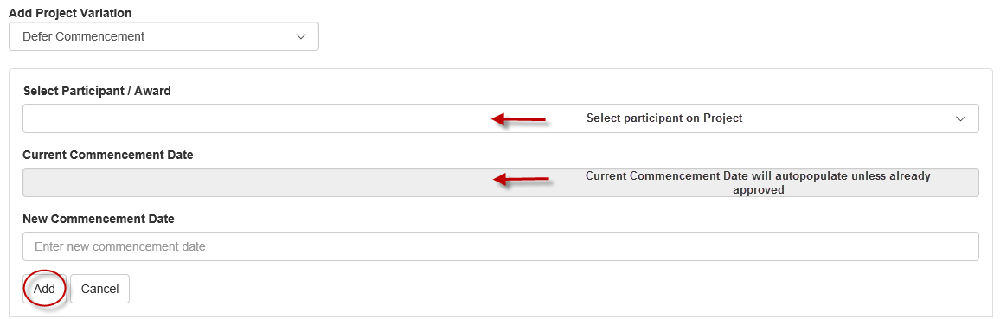 Add Project Variation
Defer Commencement
Select Participant / Award
Select participant on Project
Current Commencement Date
Current Commencement Date will autopopulate unless already
approved
New Commencement Date
Enter new commencement date
Add Cancel